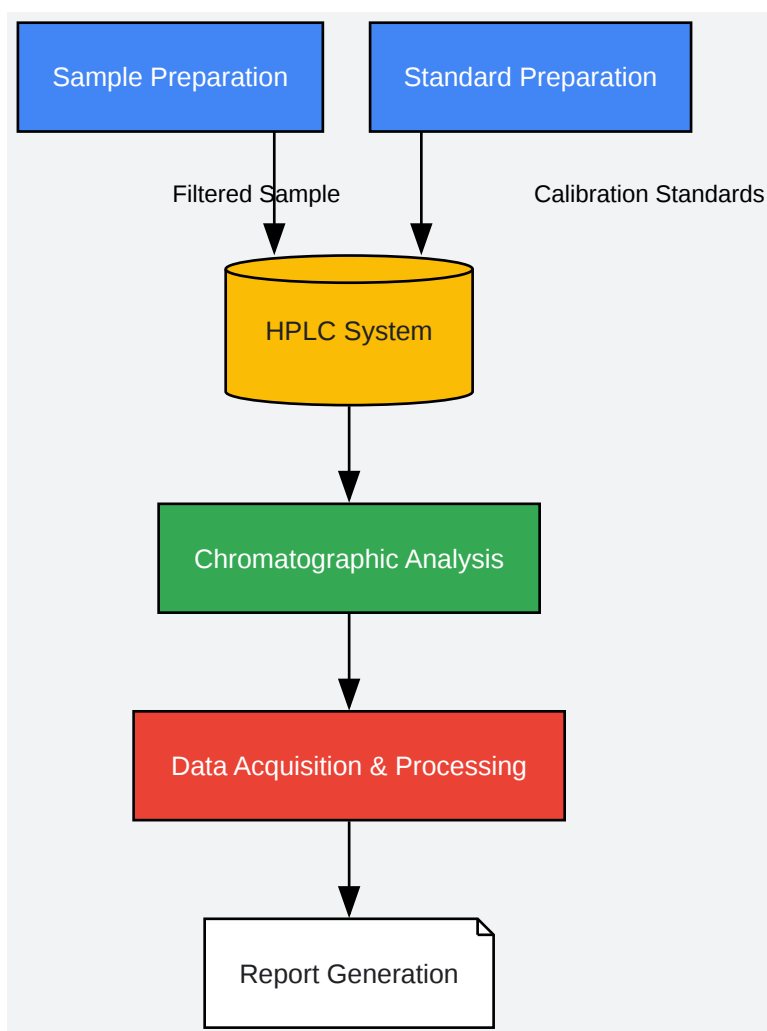 Sample Preparation
Standard Preparation
Filtered Sample
Calibration Standards
HPLC System
Chromatographic Analysis
Data Acquisition & Processing
Report Generation